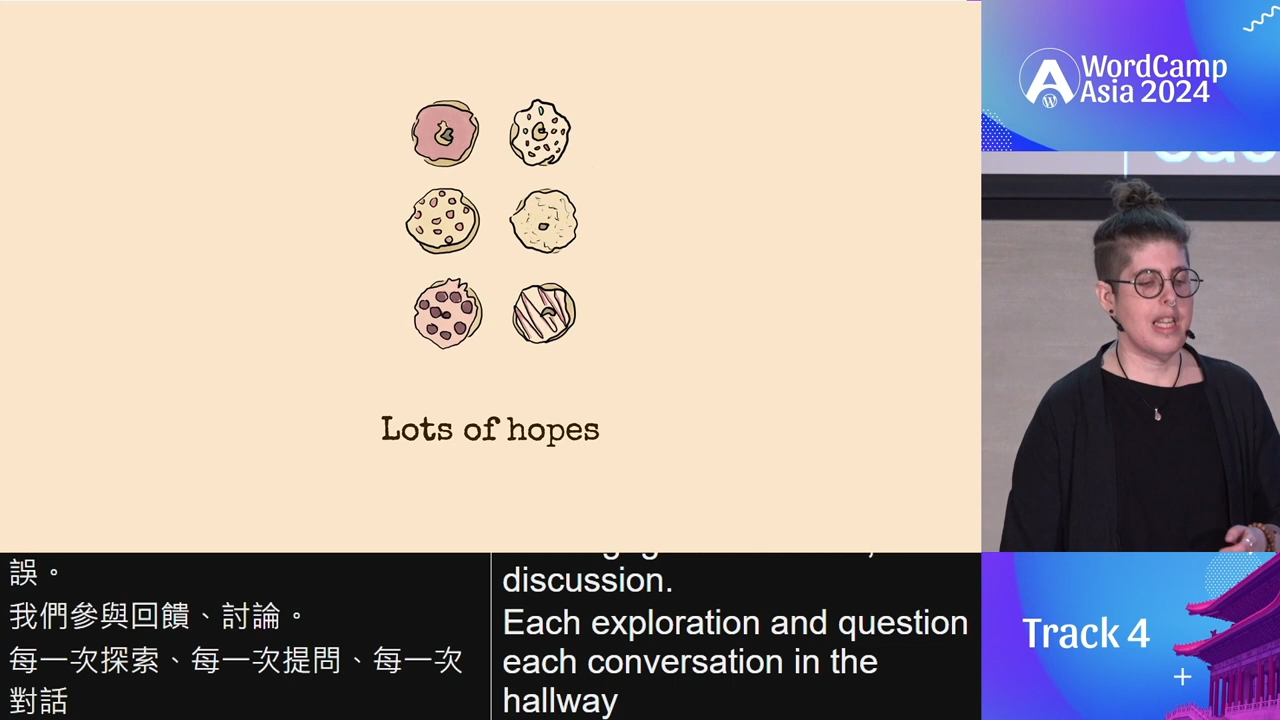 WordCamp
Asia 2024
Lots of hopes
誤。
我們參與回饋、討論。
每一次探索、每一次提問、每一次
對話
discussion.
Each exploration and question
each conversation in the
hallway
Track 4